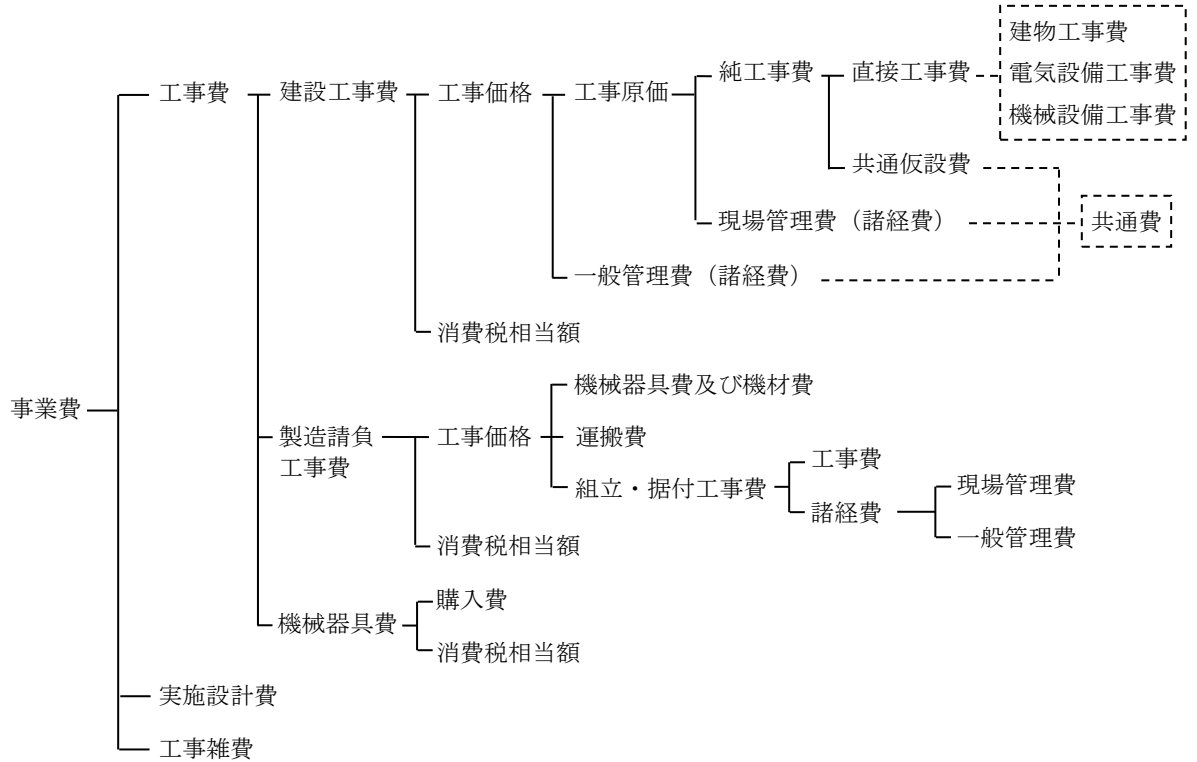 建物工事費
純工事費
直接工事費
電気設備工事費
工事費
建設工事費
工事価格
工事原価
機械設備工事費
共通仮設費
現場管理費（諸経費）
共通費
一般管理費（諸経費）
消費税相当額
機械器具費及び機材費
事業費
製造請負
工事費
工事価格
運搬費
工事費
組立・据付工事費
現場管理費
諸経費
一般管理費
消費税相当額
購入費
機械器具費
消費税相当額
実施設計費
工事雑費